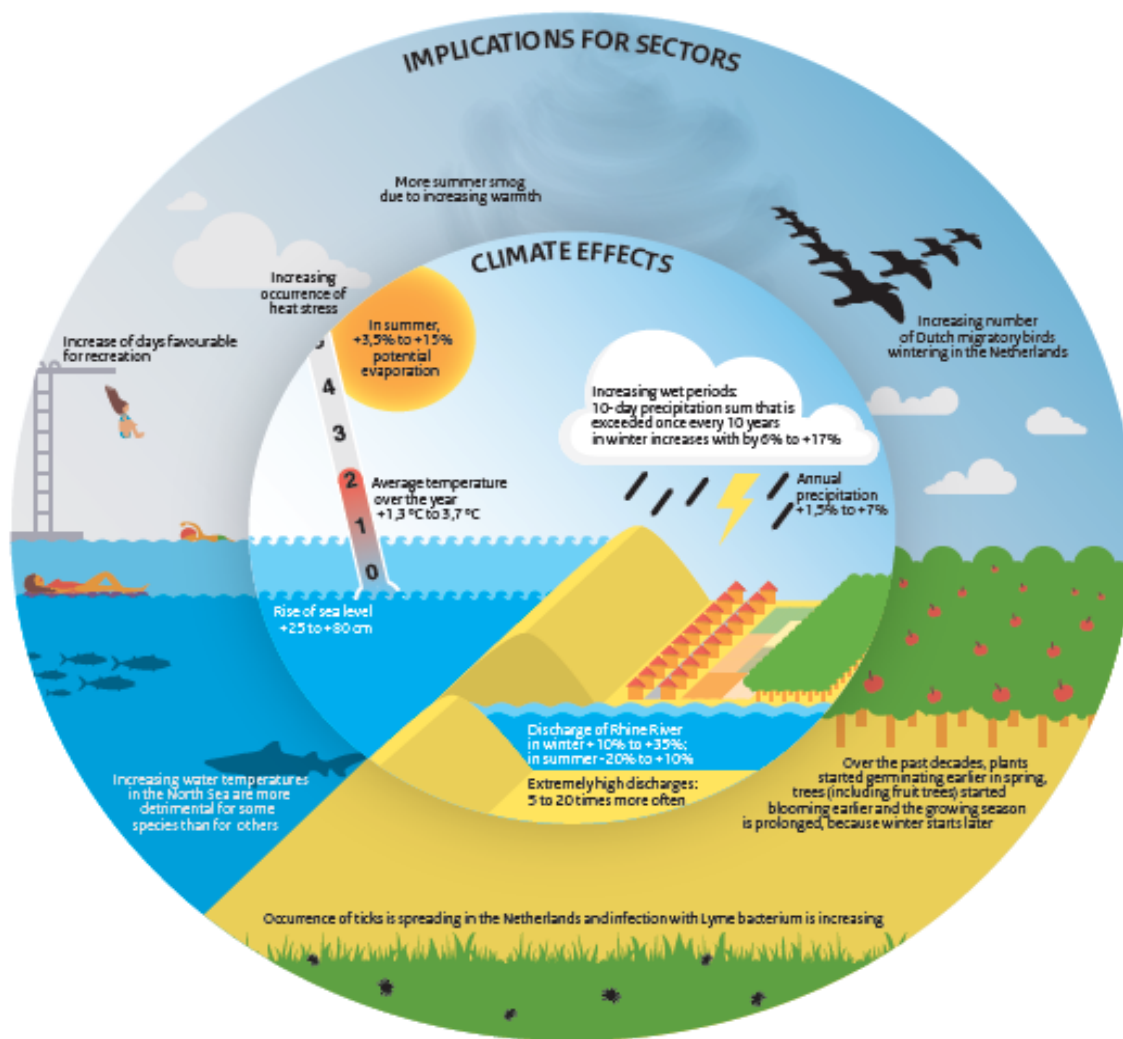 IMPLICATIONS FOR SECTORS
More summer smog
due to increasing warmth
CLIMATE EFFECTS
Increasing
occurrence of
heat stress
In summer,
+3,5% to +15%
potential
evaporation
Increase of days favourable
for recreation
Increasing number
of Dutch migratory birds
wintering in the Netherlands
Increasing wet periods:
10-day precipitation sum that is
exceeded once every 10 years
in winter increases with by 6% to +17%
4
3
2
1
0
Average temperature
over the year
+1,3 ºC to 3,7 ºC
Annual
precipitation
+1,5% to +7%
Rise of sea level
+25 to +80 cm
Discharge of Rhine River
in winter +10% to +35%;
in summer -20% to +10%
Extremely high discharges:
5 to 20 times more often
Increasing water temperatures
in the North Sea are more
detrimental for some
species than for others
Over the past decades, plants
started germinating earlier in spring,
trees (including fruit trees) started
blooming earlier and the growing season
is prolonged, because winter starts later
Occurrence of ticks is spreading in the Netherlands and infection with Lyme bacterium is increasing